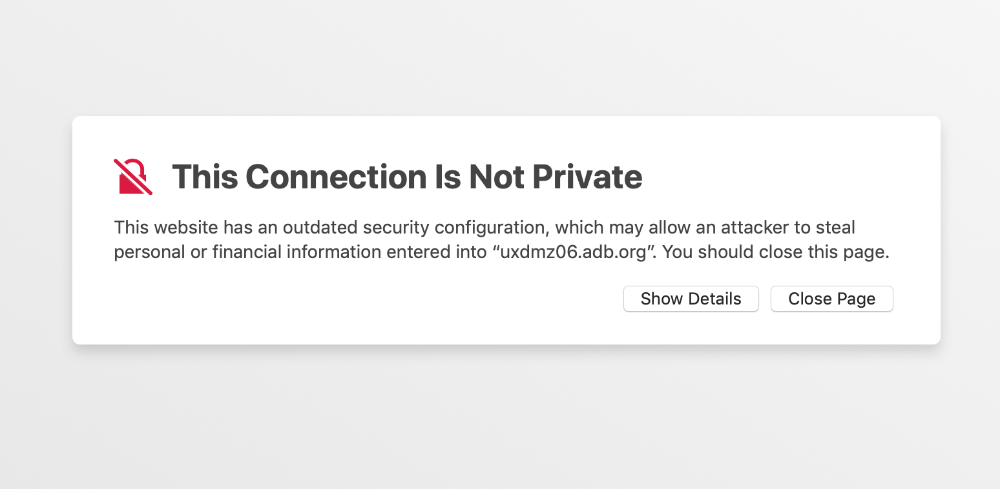 This Connection Is Not Private
This website has an outdated security configuration, which may allow an attacker to steal
personal or financial information entered into “uxdmz06.adb.org”. You should close this page.
Show Details
Close Page